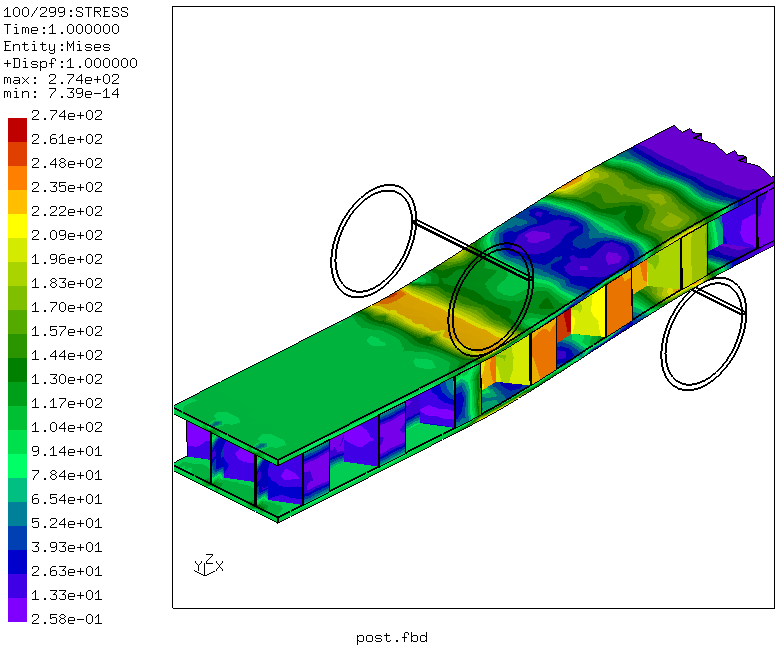 100/299:STRESS
Time:1.000000
Entity:Mises
+Dispf:1.000000
max: 2.74e+02
min: 7.39e-14
2.74e+02
2.61e+02
2.48e+02
2.35e+02
2.22e+02
2.09e+02
1.96e+02
1.83e+02
1.70e+02
1.57e+02
1.44e+02
1.30e+02
1.17e+02
1.04e+02
9.14e+01
7.84e+01
6.54e+01
5.24e+01
3.93e+01
2.63e+01
1.33e+01
2.58e-01
Y Z X
post.fbd